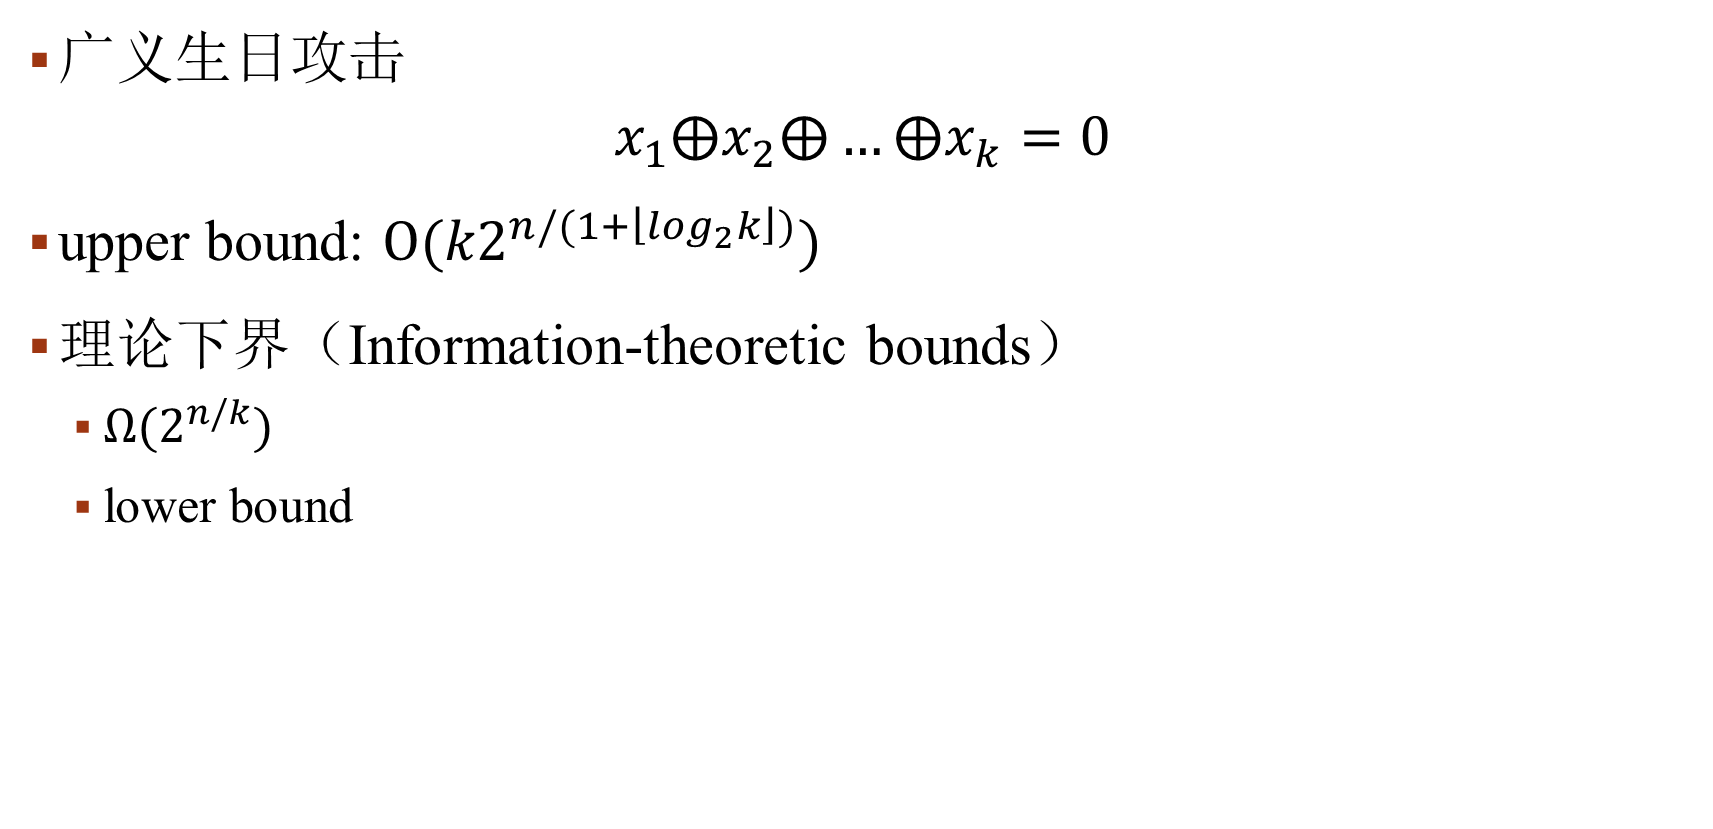 ▪广义生日攻击
x₁⊕x₂⊕ … ⊕xₖ = 0
▪upper bound: O(k2^{n/(1+⌊log₂k⌋)})
▪理论下界（Information-theoretic bounds）
▪Ω(2^{n/k})
▪lower bound